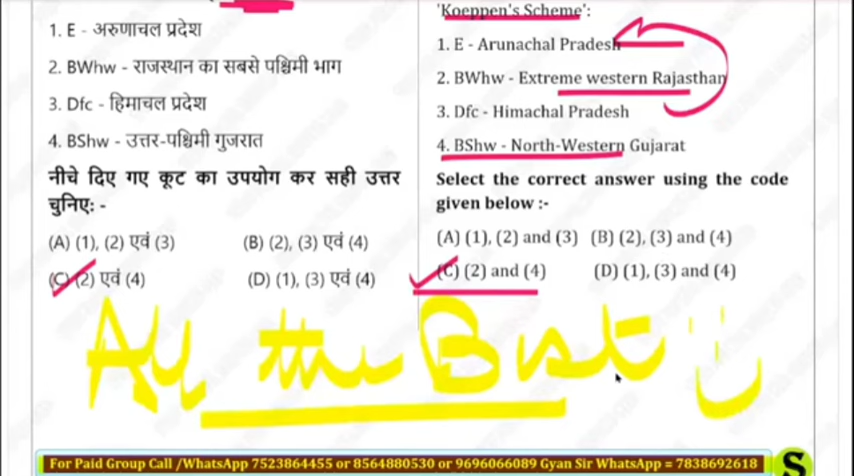 1. E - अरुणाचल प्रदेश
2. BWhw - राजस्थान का सबसे पश्चिमी भाग
3. Dfc - हिमाचल प्रदेश
4. BShw - उत्तर-पश्चिमी गुजरात
नीचे दिए गए कूट का उपयोग कर सही उत्तर
चुनिए: -
(A) (1), (2) एवं (3) (B) (2), (3) एवं (4)
(C) (2) एवं (4) (D) (1), (3) एवं (4)
'Koeppen's Scheme':
1. E - Arunachal Pradesh
2. BWhw - Extreme western Rajasthan
3. Dfc - Himachal Pradesh
4. BShw - North-Western Gujarat
Select the correct answer using the code
given below :-
(A) (1), (2) and (3) (B) (2), (3) and (4)
(C) (2) and (4) (D) (1), (3) and (4)
All the Best
For Paid Group Call /WhatsApp 7523864455 or 8564880530 or 9696066089 Gyan Sir WhatsApp = 7838692618
S